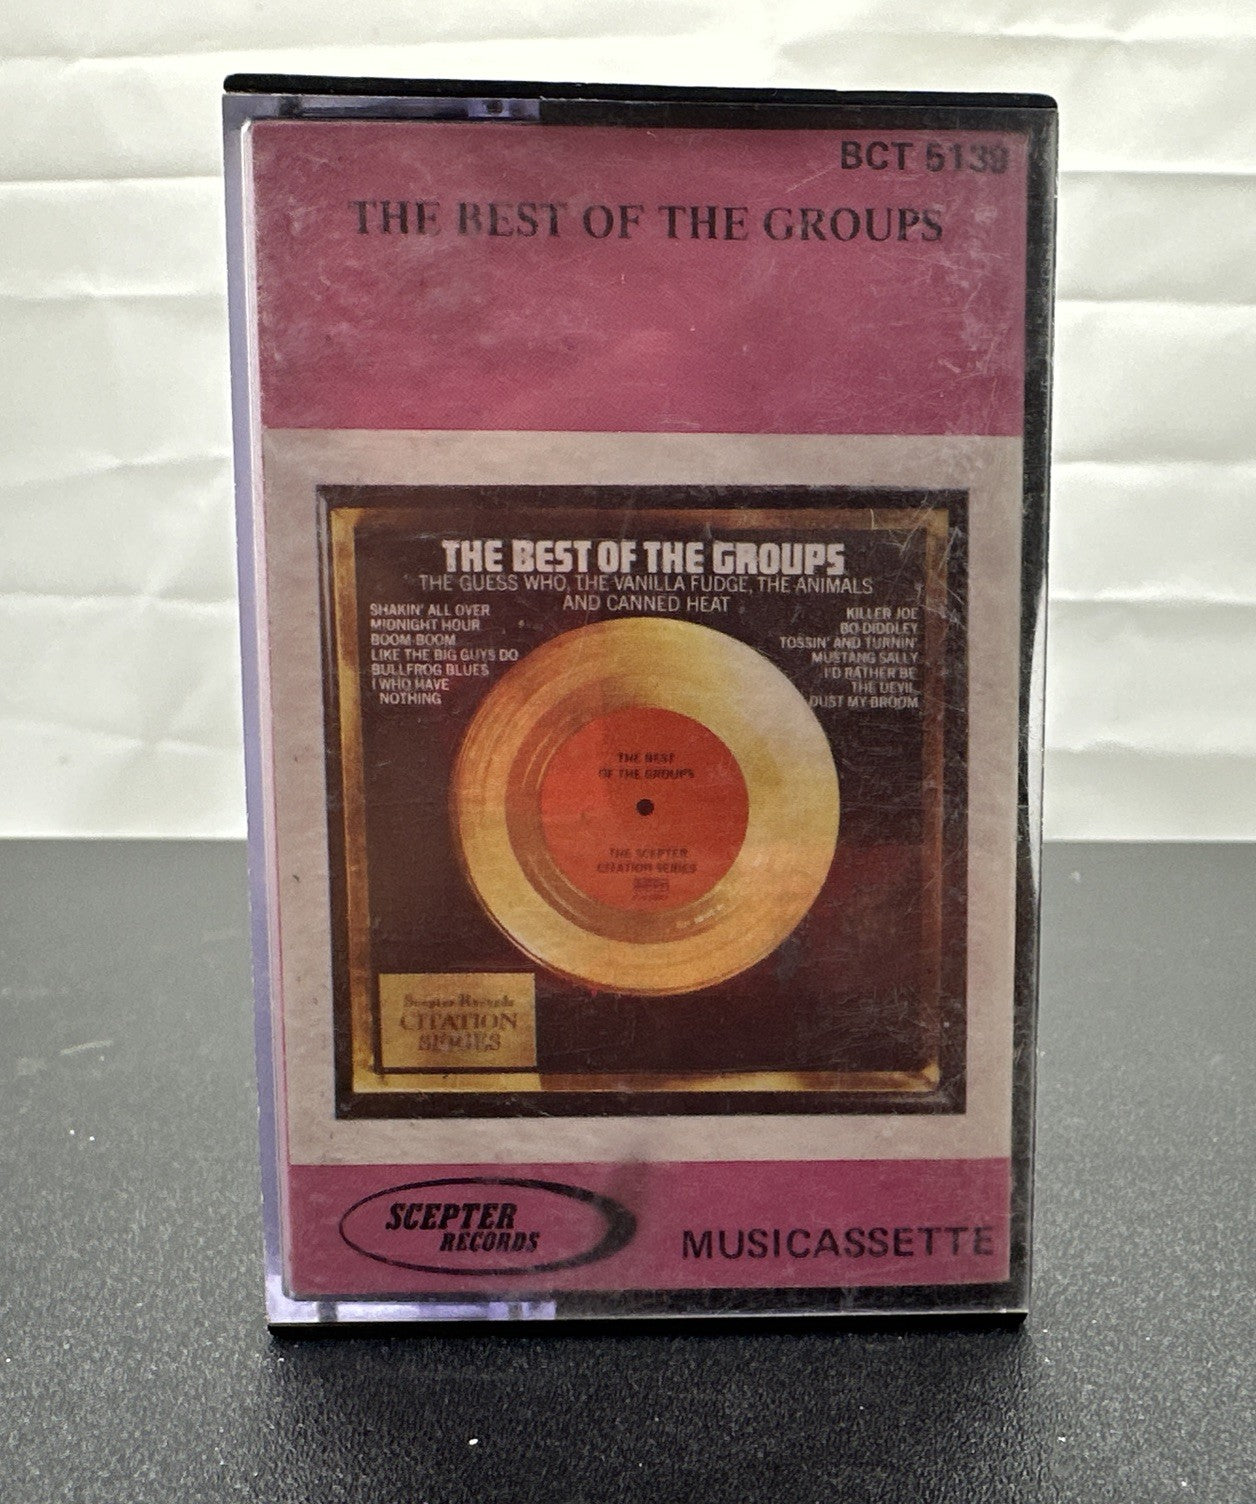 BCT 5139
THE BEST OF THE GROUPS
THE BEST OF THE GROUPS
THE GUESS WHO, THE VANILLA FUDGE, THE ANIMALS
AND CANNED HEAT
SHAKIN' ALL OVER
MIDNIGHT HOUR
BOOM BOOM
LIKE THE BIG GUYS DO
BULLFROG BLUES
I WHO HAVE
NOTHING
KILLER JOE
BO DIDDLEY
TOSSIN' AND TURNIN'
MUSTANG SALLY
I'D RATHER BE
THE DEVIL
DUST MY BROOM
THE BEST
OF THE GROUPS
THE SCEPTER
CITATION SERIES
Scepter Records
CITATION
SERIES
SCEPTER
RECORDS
MUSICASSETTE